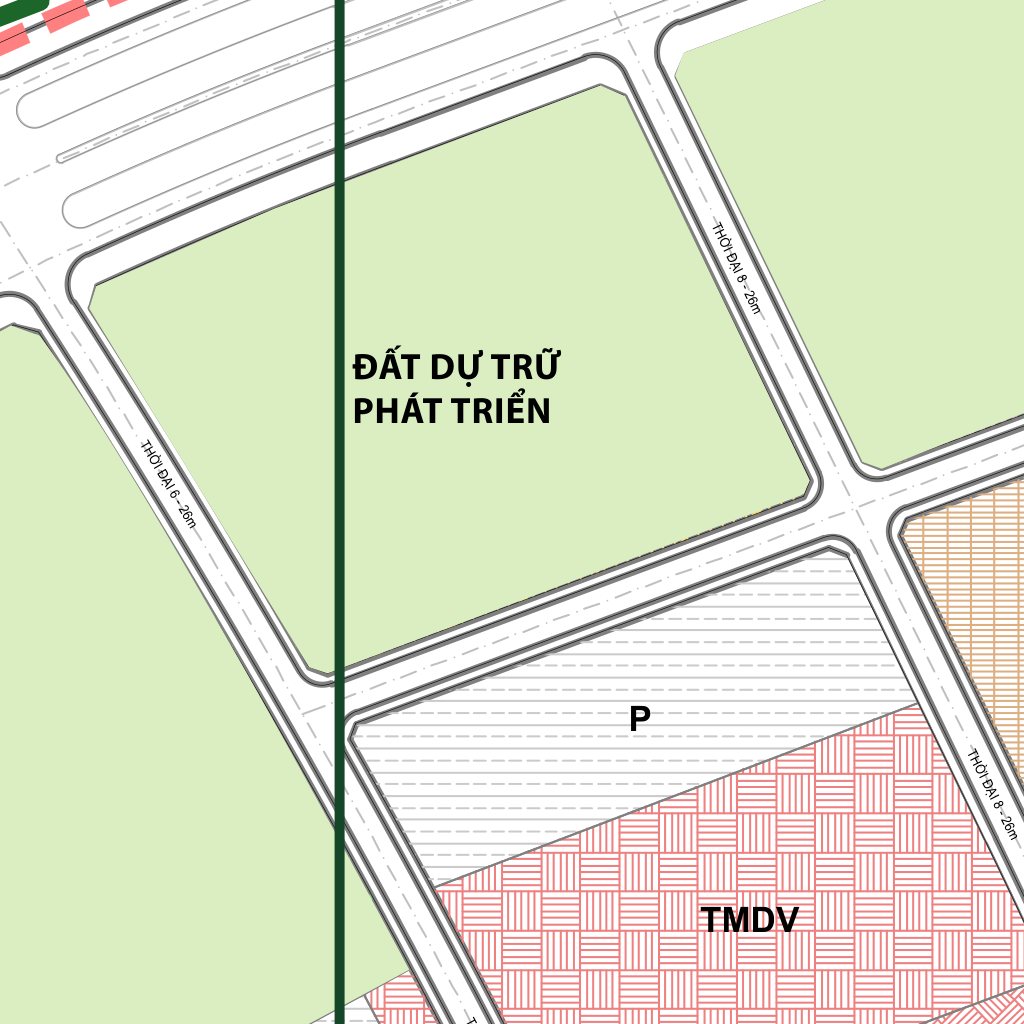 THỜI ĐẠI 8 - 26m
ĐẤT DỰ TRỮ
PHÁT TRIỂN
THỜI ĐẠI 6 - 26m
P
THỜI ĐẠI 8 - 26m
TMDV